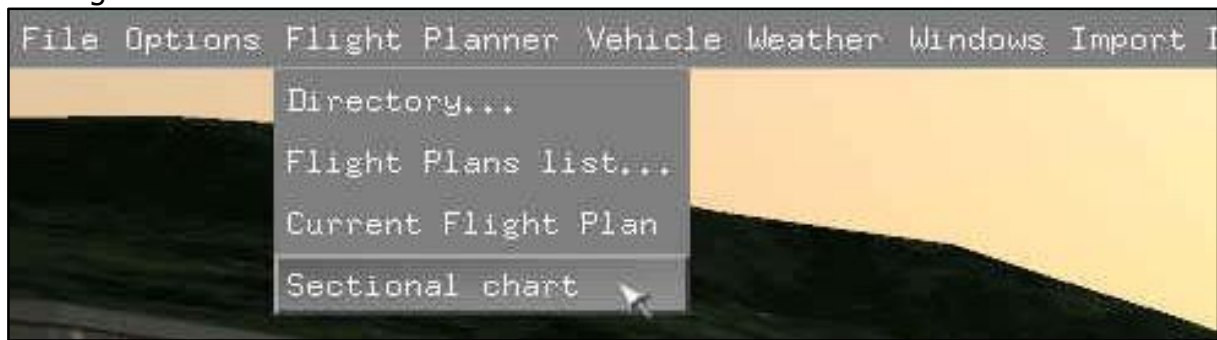 File Options Flight Planner Vehicle Weather Windows Import
Directory...
Flight Plans list...
Current Flight Plan
Sectional chart